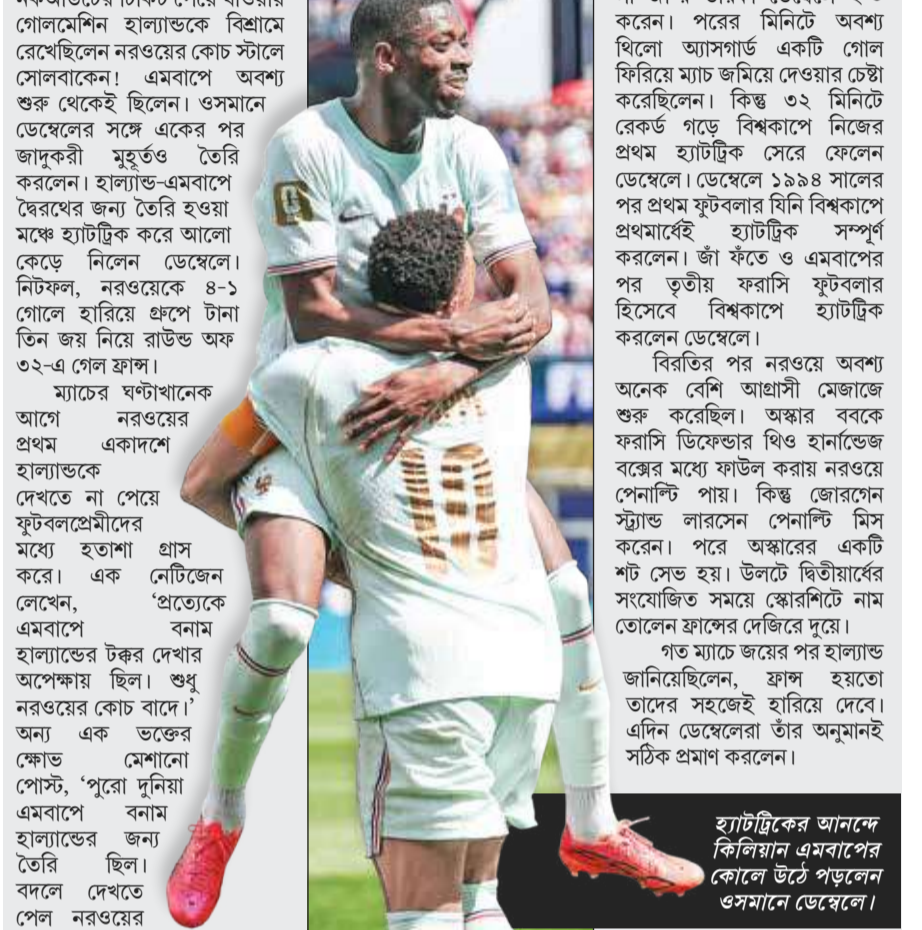 গোলমেশিন হাল্যান্ডকে বিশ্রামে
রেখেছিলেন নরওয়ের কোচ স্টালে
সোলবাকেন! এমবাপে অবশ্য
শুরু থেকেই ছিলেন। ওসমানে
ডেম্বেলের সঙ্গে একের পর
জাদুকরী মুহূর্তও তৈরি
করলেন। হাল্যান্ড-এমবাপে
দ্বৈরথের জন্য তৈরি হওয়া
মঞ্চে হ্যাটট্রিক করে আলো
কেড়ে নিলেন ডেম্বেলে।
নিটফল, নরওয়েকে ৪-১
গোলে হারিয়ে গ্রুপে টানা
তিন জয় নিয়ে রাউন্ড অফ
৩২-এ গেল ফ্রান্স।
ম্যাচের ঘণ্টাখানেক
আগে নরওয়ের
প্রথম একাদশে
হাল্যান্ডকে
দেখতে না পেয়ে
ফুটবলপ্রেমীদের
মধ্যে হতাশা গ্রাস
করে। এক নেটিজেন
লেখেন, ‘প্রত্যেকে
এমবাপে বনাম
হাল্যান্ডের টক্কর দেখার
অপেক্ষায় ছিল। শুধু
নরওয়ের কোচ বাদে।’
অন্য এক ভক্তের
ক্ষোভ মেশানো
পোস্ট, ‘পুরো দুনিয়া
এমবাপে বনাম
হাল্যান্ডের জন্য
তৈরি ছিল।
বদলে দেখতে
পেল নরওয়ের
10
করেন। পরের মিনিটে অবশ্য
থিলো অ্যাসগার্ড একটি গোল
ফিরিয়ে ম্যাচ জমিয়ে দেওয়ার চেষ্টা
করেছিলেন। কিন্তু ৩২ মিনিটে
রেকর্ড গড়ে বিশ্বকাপে নিজের
প্রথম হ্যাটট্রিক সেরে ফেলেন
ডেম্বেলে। ডেম্বেলে ১৯৯৪ সালের
পর প্রথম ফুটবলার যিনি বিশ্বকাপে
প্রথমার্ধেই হ্যাটট্রিক সম্পূর্ণ
করলেন। জাঁ ফঁতে ও এমবাপের
পর তৃতীয় ফরাসি ফুটবলার
হিসেবে বিশ্বকাপে হ্যাটট্রিক
করলেন ডেম্বেলে।
বিরতির পর নরওয়ে অবশ্য
অনেক বেশি আগ্রাসী মেজাজে
শুরু করেছিল। অস্কার ববকে
ফরাসি ডিফেন্ডার থিও হার্নান্ডেজ
বক্সের মধ্যে ফাউল করায় নরওয়ে
পেনাল্টি পায়। কিন্তু জোরগেন
স্ট্র্যান্ড লারসেন পেনাল্টি মিস
করেন। পরে অস্কারের একটি
শট সেভ হয়। উলটে দ্বিতীয়ার্ধের
সংযোজিত সময়ে স্কোরশিটে নাম
তোলেন ফ্রান্সের দেজিরে দুয়ে।
গত ম্যাচে জয়ের পর হাল্যান্ড
জানিয়েছিলেন, ফ্রান্স হয়তো
তাদের সহজেই হারিয়ে দেবে।
এদিন ডেম্বেলেরা তাঁর অনুমানই
সঠিক প্রমাণ করলেন।
হ্যাটট্রিকের আনন্দে
কিলিয়ান এমবাপের
কোলে উঠে পড়লেন
ওসমানে ডেম্বেলে।